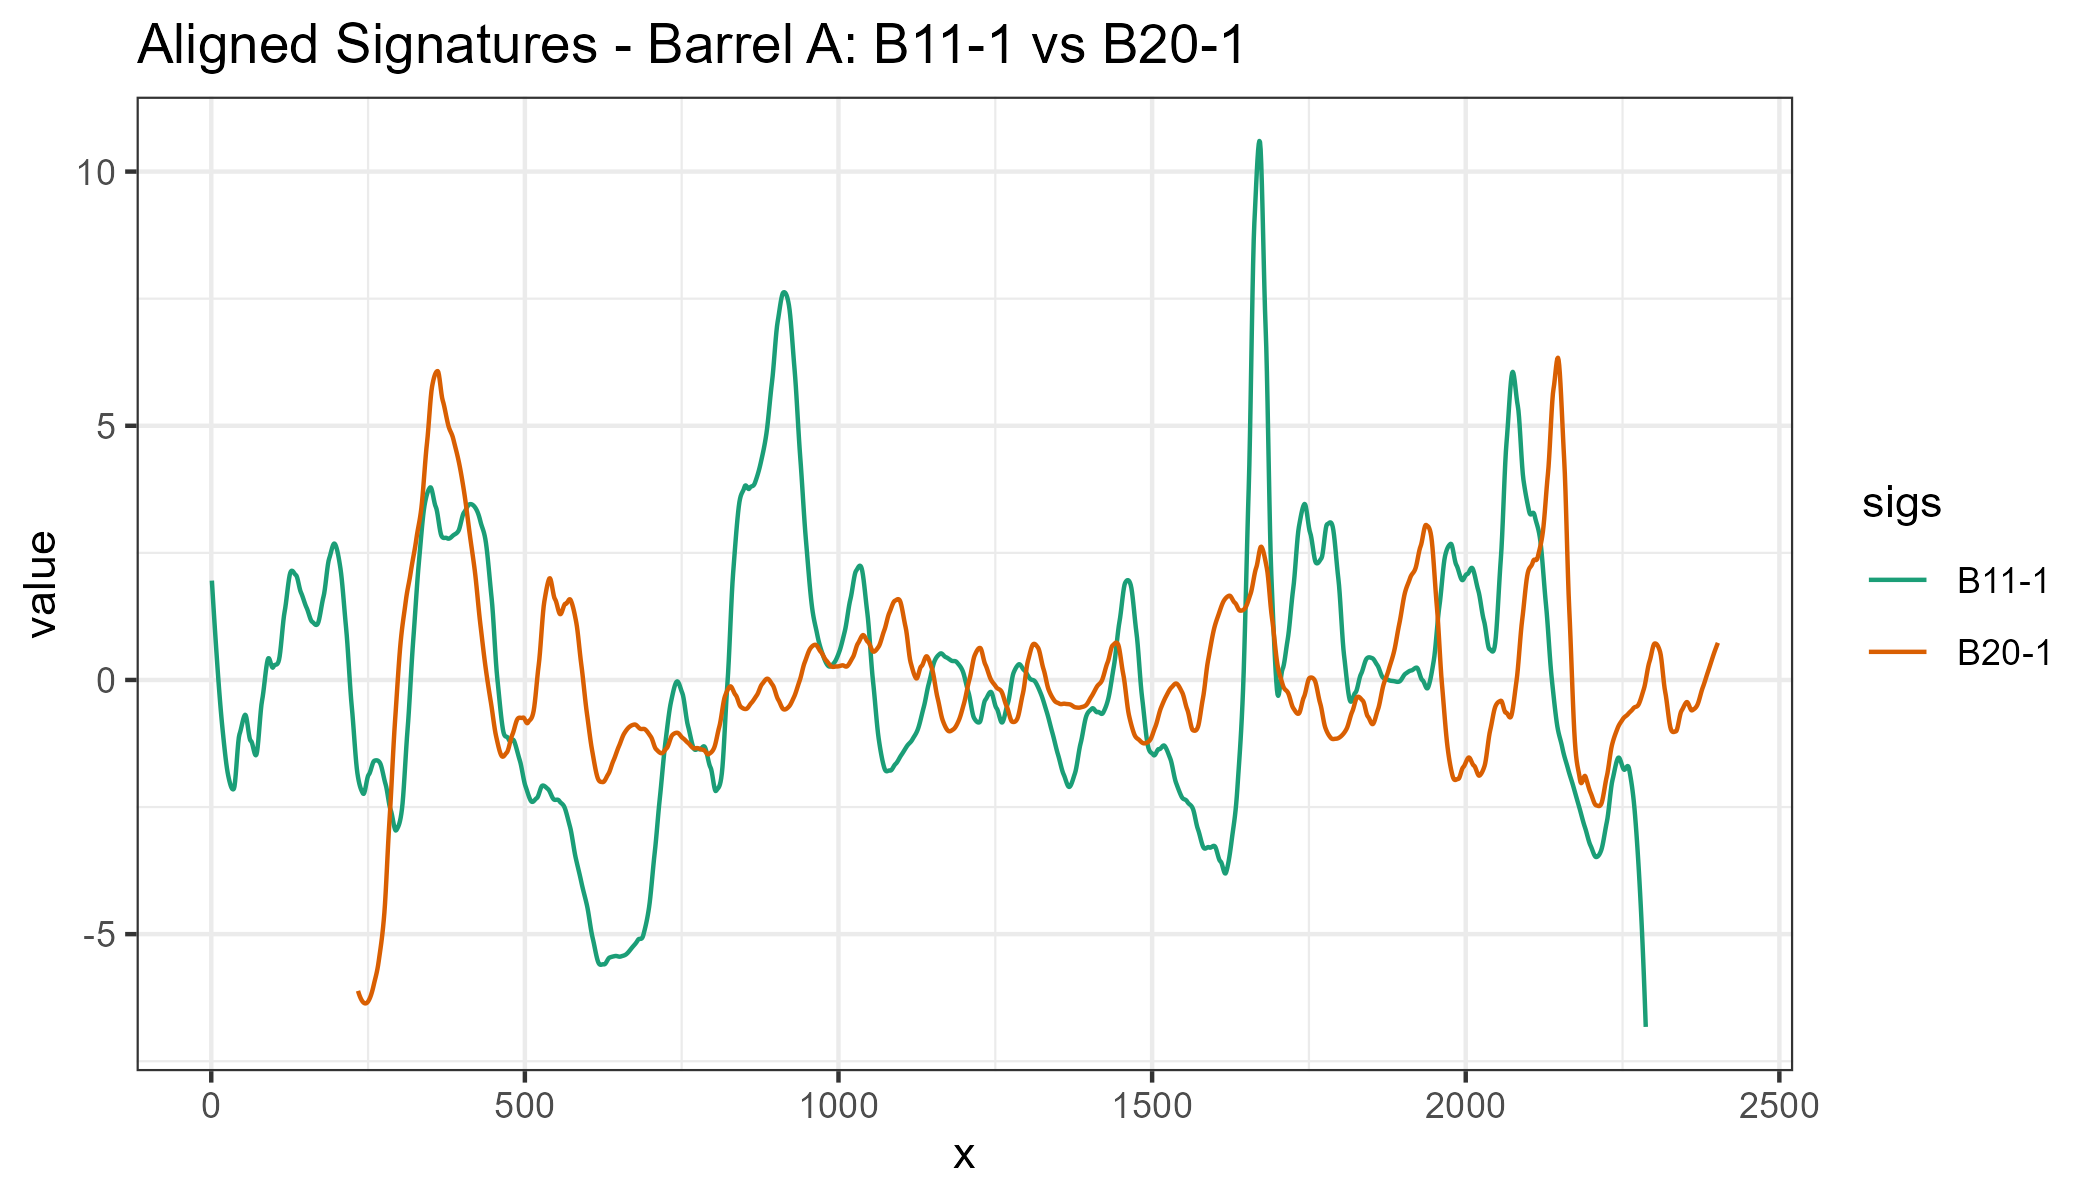 Aligned Signatures - Barrel A: B11-1 vs B20-1
10
5
0
-5
value
0 500 1000 1500 2000 2500
x
sigs
B11-1
B20-1